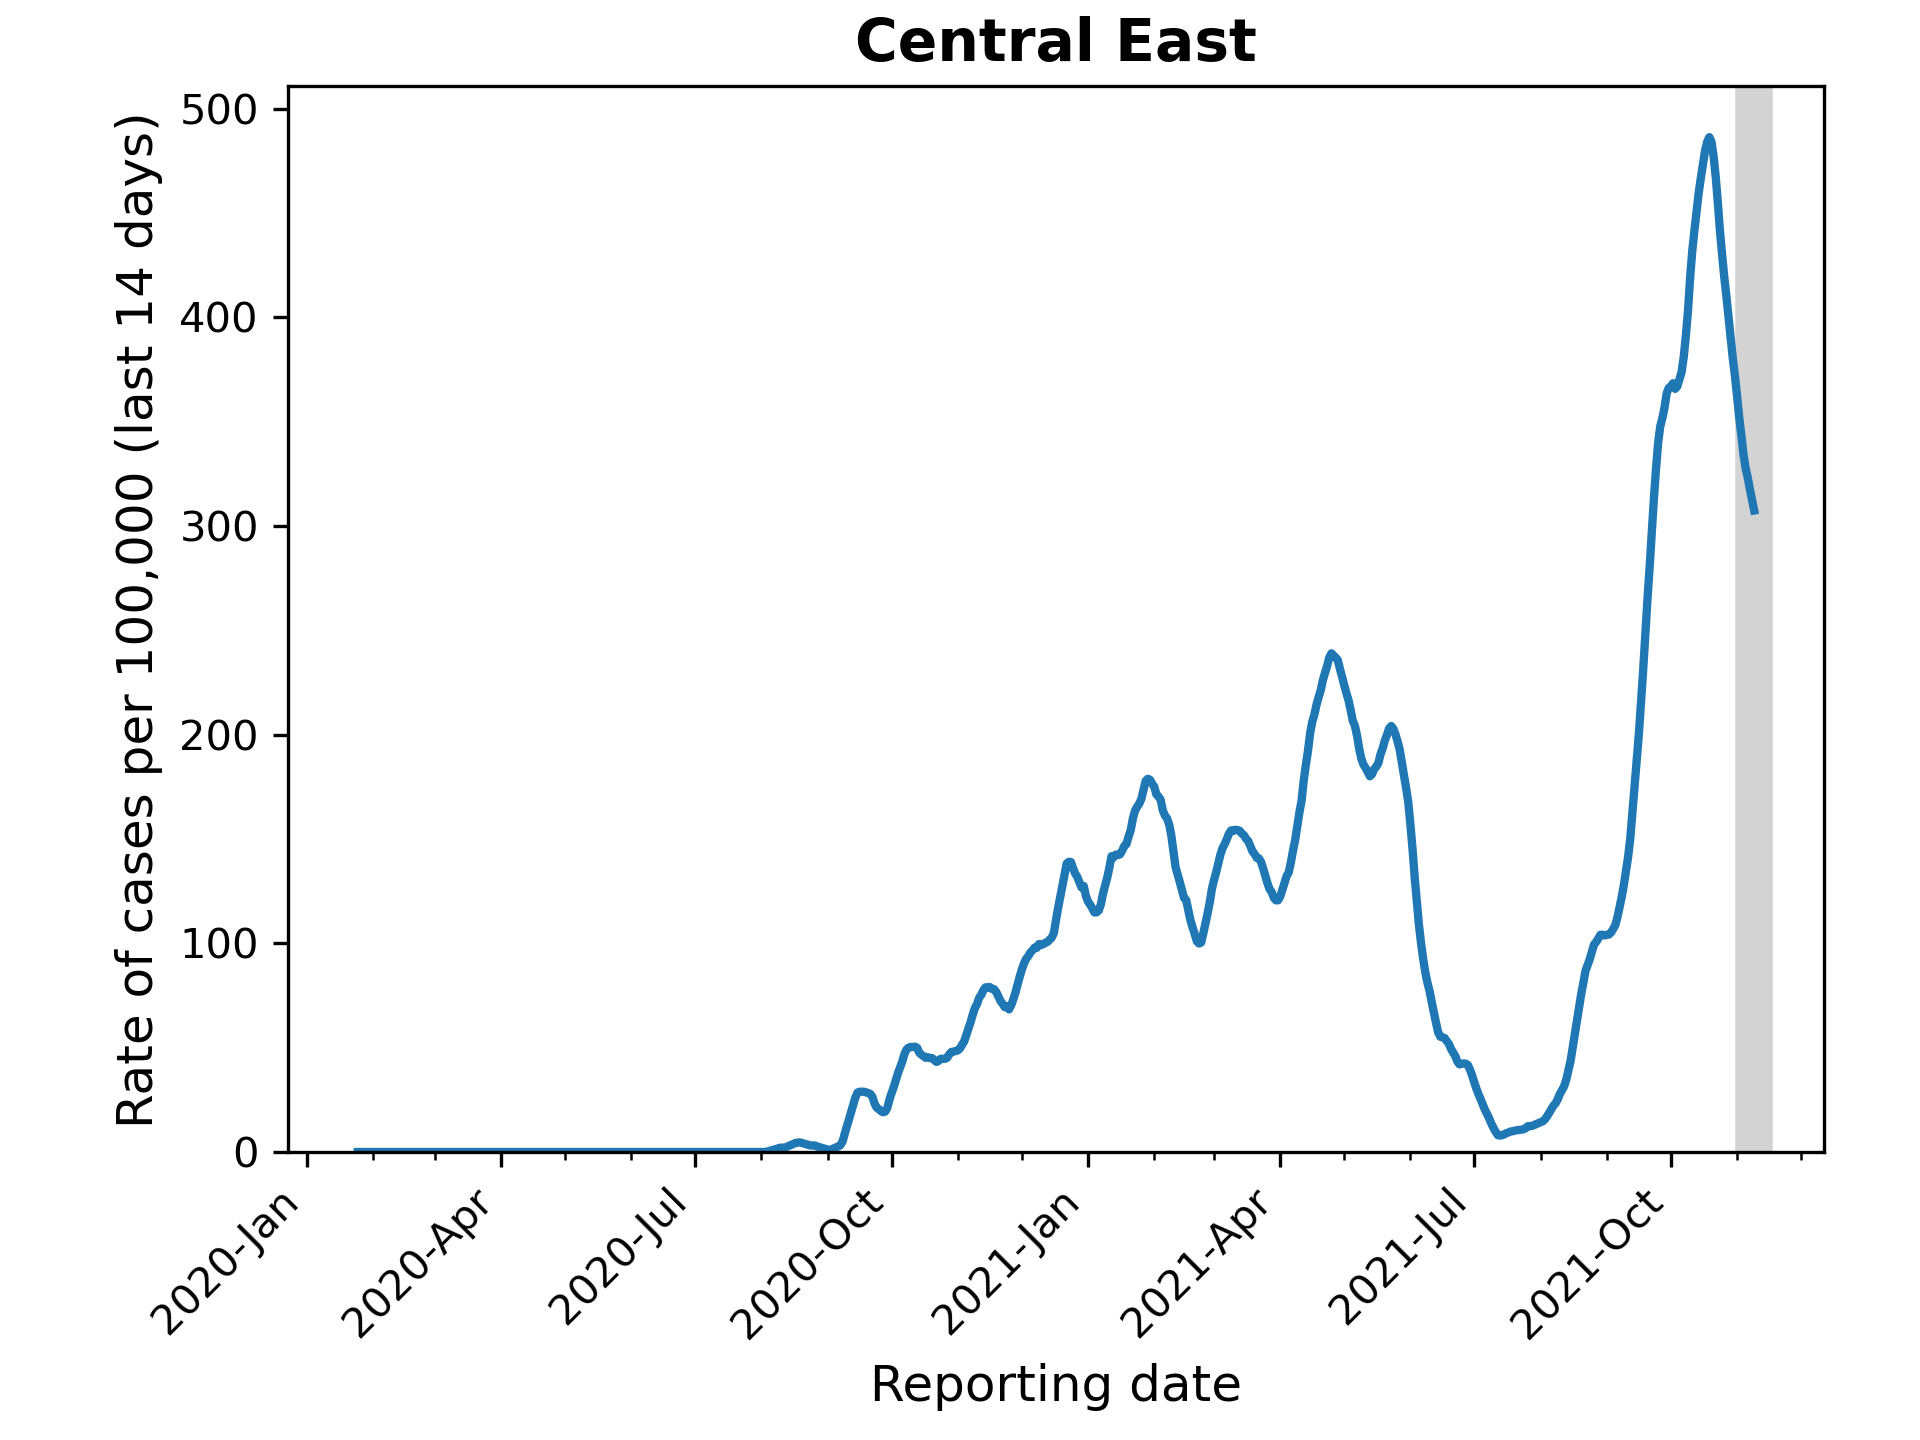 Central East
Rate of cases per 100,000 (last 14 days)
500
400
300
200
100
0
2020-Jan
2020-Apr
2020-Jul
2020-Oct
2021-Jan
2021-Apr
2021-Jul
2021-Oct
Reporting date